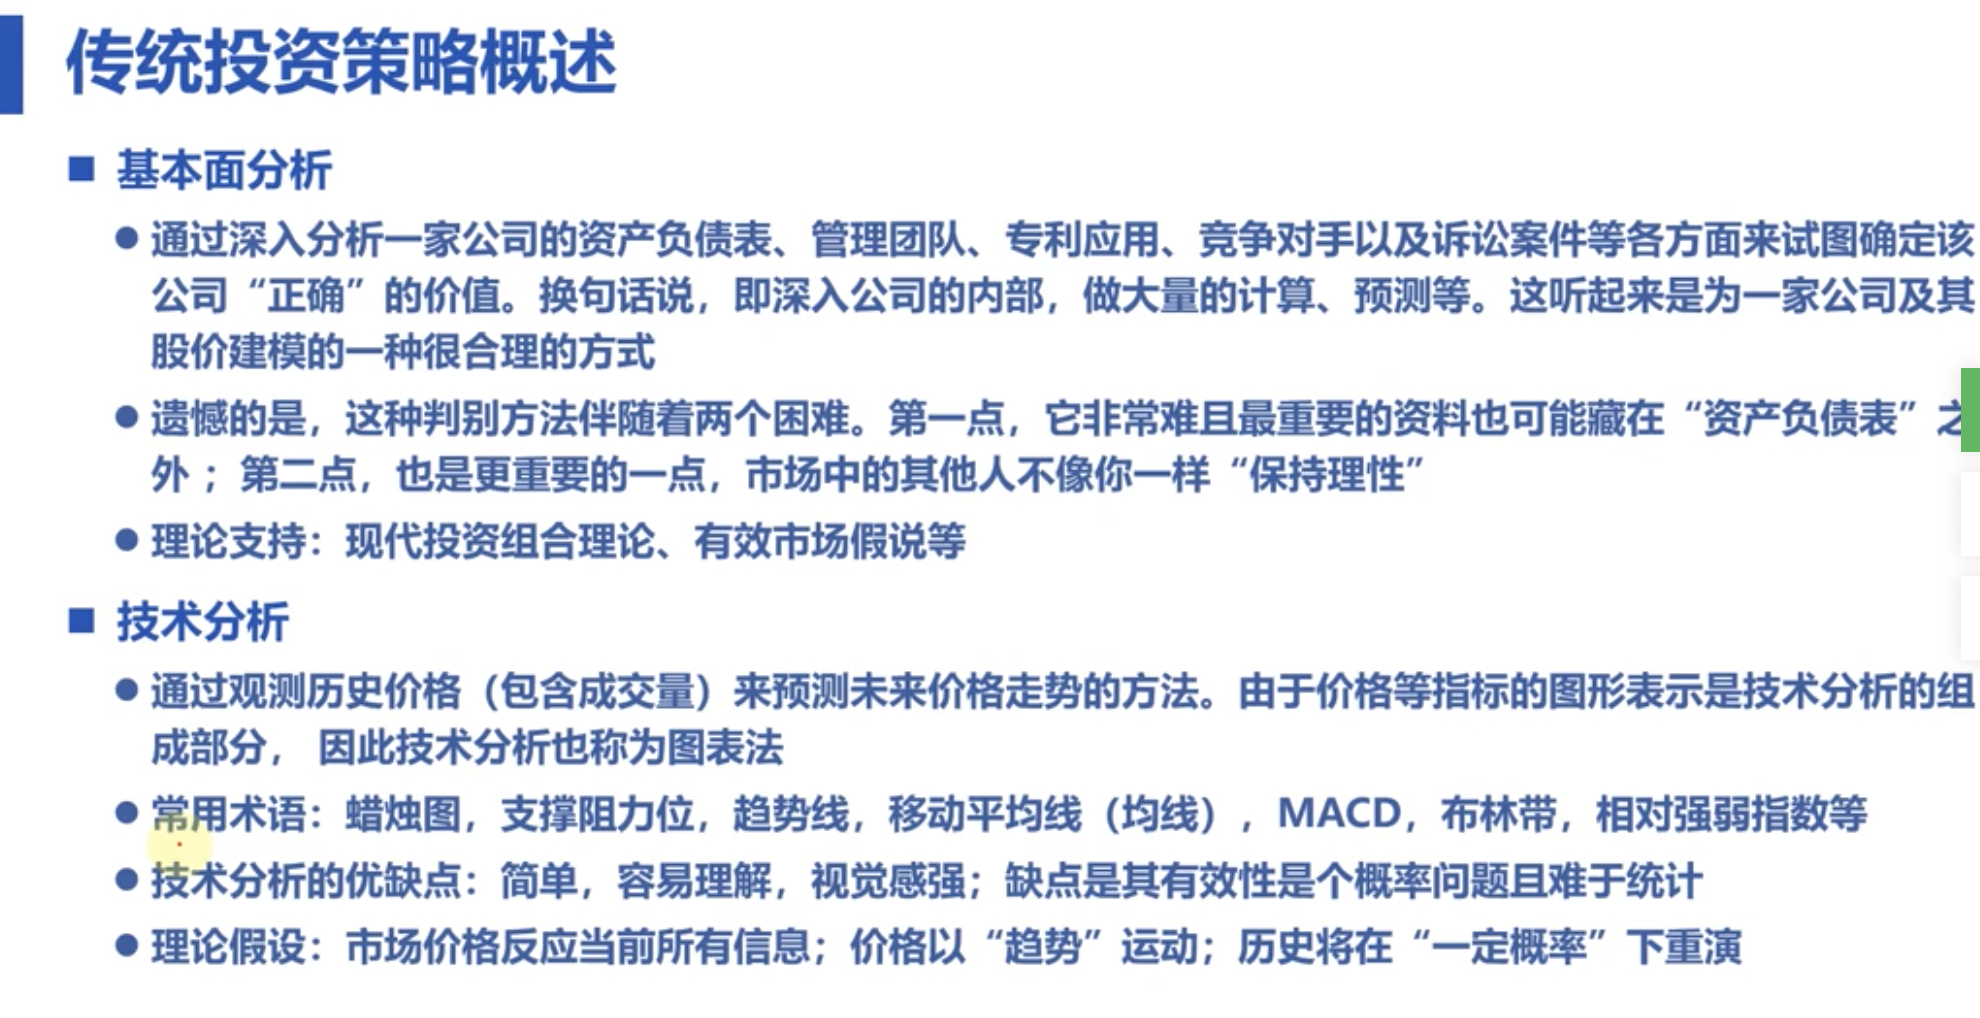 传统投资策略概述
■ 基本面分析
● 通过深入分析一家公司的资产负债表、管理团队、专利应用、竞争对手以及诉讼案件等各方面来试图确定该
公司“正确”的价值。换句话说，即深入公司的内部，做大量的计算、预测等。这听起来是为一家公司及其
股价建模的一种很合理的方式
● 遗憾的是，这种判别方法伴随着两个困难。第一点，它非常难且最重要的资料也可能藏在“资产负债表”之
外；第二点，也是更重要的一点，市场中的其他人不像你一样“保持理性”
● 理论支持：现代投资组合理论、有效市场假说等
■ 技术分析
● 通过观测历史价格（包含成交量）来预测未来价格走势的方法。由于价格等指标的图形表示是技术分析的组
成部分， 因此技术分析也称为图表法
● 常用术语：蜡烛图，支撑阻力位，趋势线，移动平均线（均线），MACD，布林带，相对强弱指数等
● 技术分析的优缺点：简单，容易理解，视觉感强；缺点是其有效性是个概率问题且难于统计
● 理论假设：市场价格反应当前所有信息；价格以“趋势”运动；历史将在“一定概率”下重演